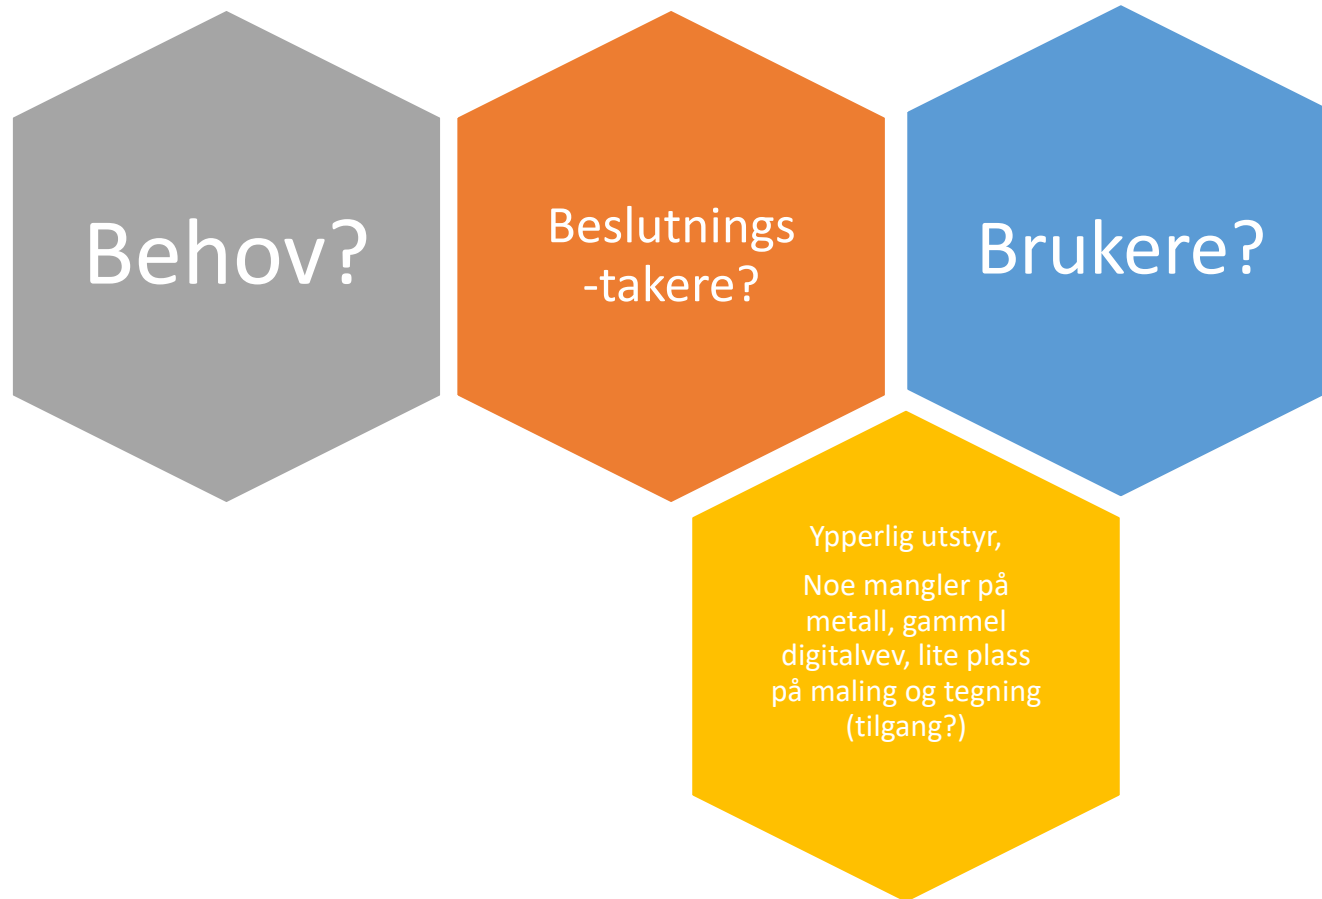 Behov?
Beslutnings
-takere?
Brukere?
Ypperlig utstyr,
Noe mangler på
metall, gammel
digitalvev, lite plass
på maling og tegning
(tilgang?)